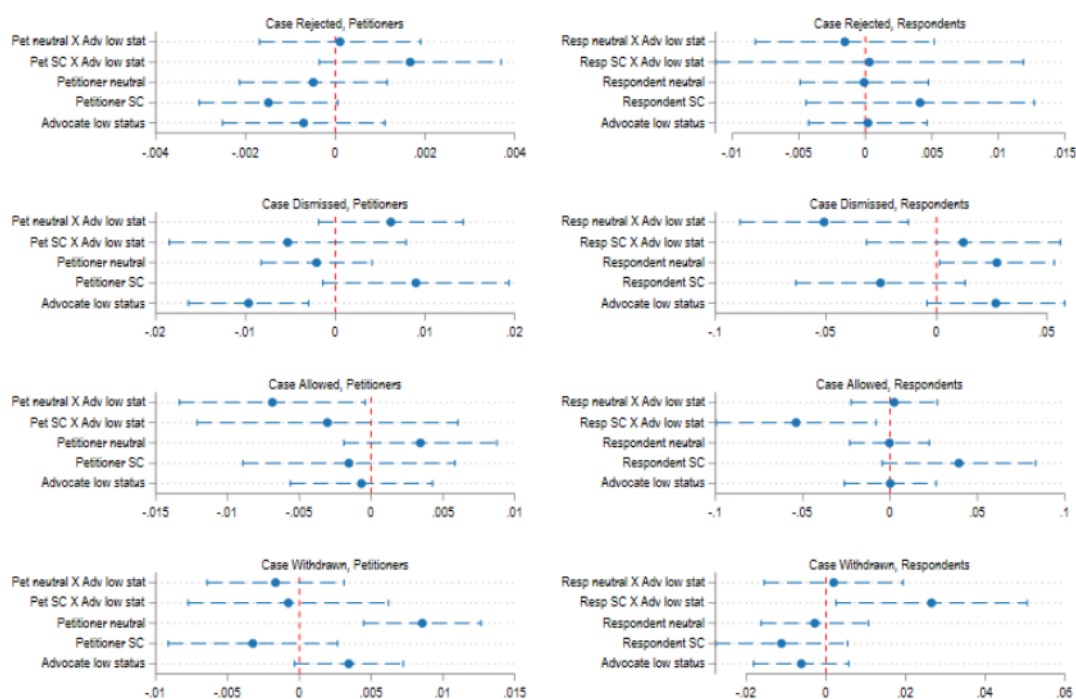 Case Rejected, Petitioners
Pet neutral X Adv low stat
Pet SC X Adv low stat
Petitioner neutral
Petitioner SC
Advocate low status
-.004 -.002 0 .002 .004
Case Rejected, Respondents
Resp neutral X Adv low stat
Resp SC X Adv low stat
Respondent neutral
Respondent SC
Advocate low status
-.01 -.005 0 .005 .01 .015
Case Dismissed, Petitioners
Pet neutral X Adv low stat
Pet SC X Adv low stat
Petitioner neutral
Petitioner SC
Advocate low status
-.02 -.01 0 .01 .02
Case Dismissed, Respondents
Resp neutral X Adv low stat
Resp SC X Adv low stat
Respondent neutral
Respondent SC
Advocate low status
-.1 -.05 0 .05
Case Allowed, Petitioners
Pet neutral X Adv low stat
Pet SC X Adv low stat
Petitioner neutral
Petitioner SC
Advocate low status
-.015 -.01 -.005 0 .005 .01
Case Allowed, Respondents
Resp neutral X Adv low stat
Resp SC X Adv low stat
Respondent neutral
Respondent SC
Advocate low status
-.1 -.05 0 .05 .1
Case Withdrawn, Petitioners
Pet neutral X Adv low stat
Pet SC X Adv low stat
Petitioner neutral
Petitioner SC
Advocate low status
-.01 -.005 0 .005 .01 .015
Case Withdrawn, Respondents
Resp neutral X Adv low stat
Resp SC X Adv low stat
Respondent neutral
Respondent SC
Advocate low status
-.02 0 .02 .04 .06